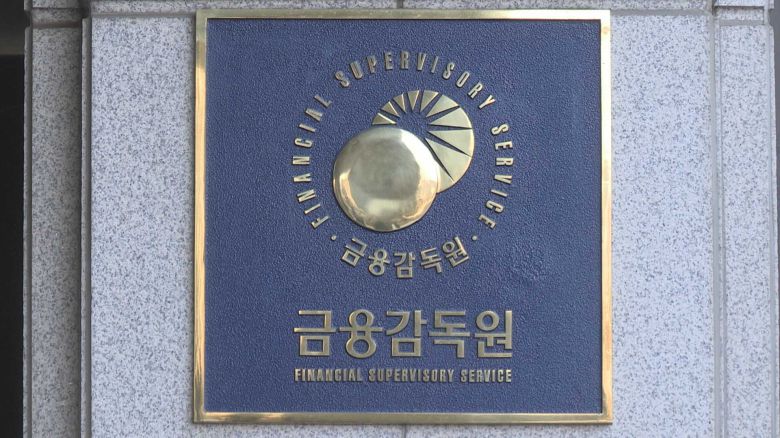 · FINANCIAL SUPERVISORY SERVICE ·
금융감독원
금융감독원
FINANCIAL SUPERVISORY SERVICE